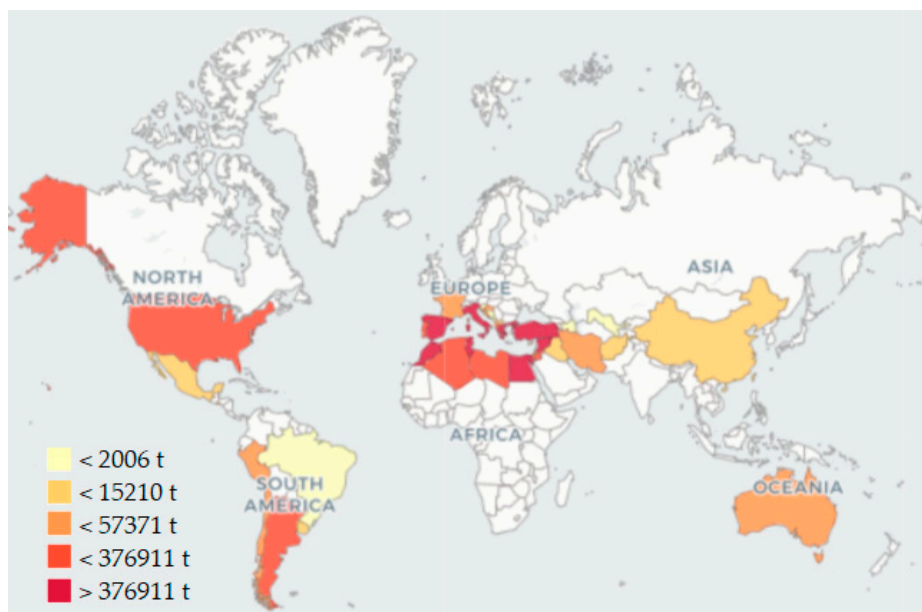 NORTH
AMERICA
EUROPE
ASIA
AFRICA
SOUTH
AMERICA
OCEANIA
< 2006 t
< 15210 t
< 57371 t
< 376911 t
> 376911 t